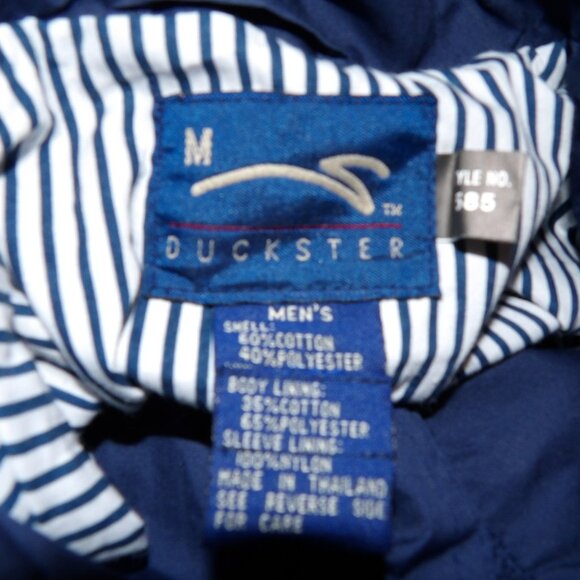 M
TM
DUCKSTER
YLE NO.
585
MEN'S
SHELL:
60%COTTON
40%POLYESTER
BODY LINING:
35%COTTON
65%POLYESTER
SLEEVE LINING:
100%NYLON
MADE IN THAILAND
SEE REVERSE SIDE
FOR CARE